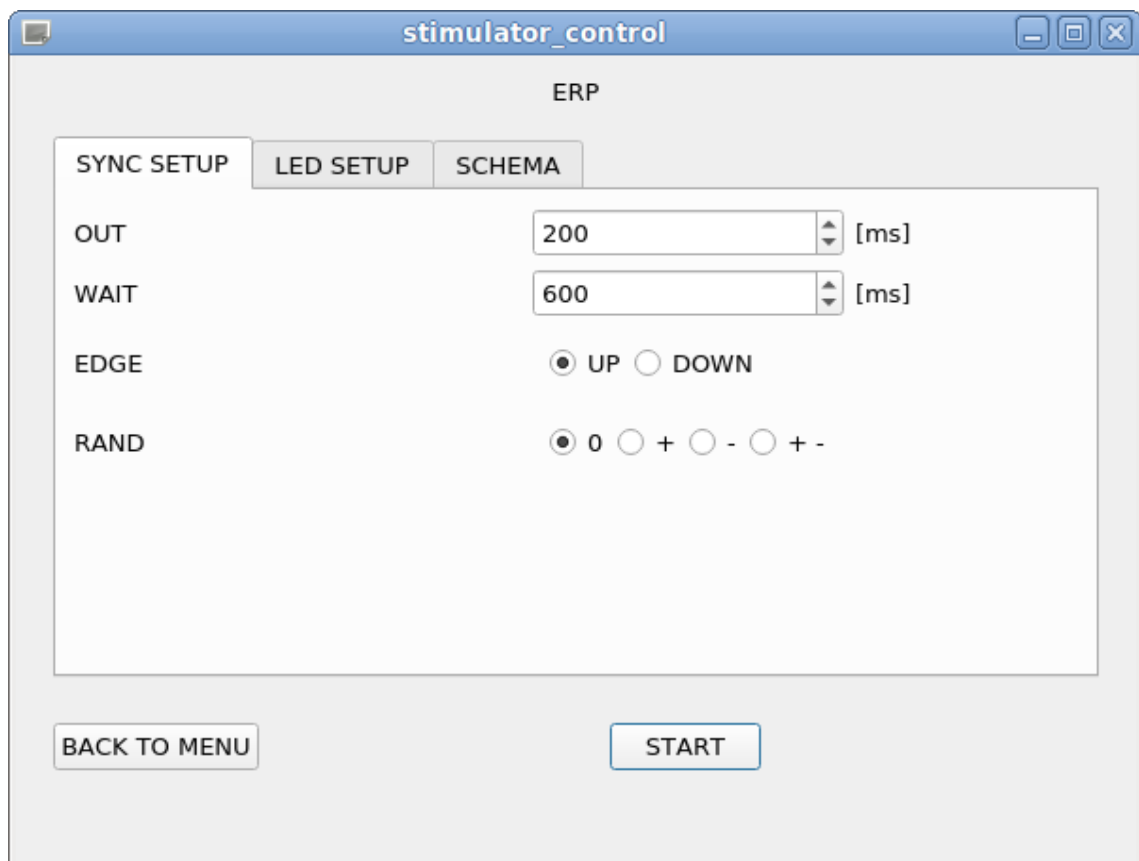 stimulator_control
ERP
SYNC SETUP LED SETUP SCHEMA
OUT 200 [ms]
WAIT 600 [ms]
EDGE UP DOWN
RAND 0 + - + -
BACK TO MENU START